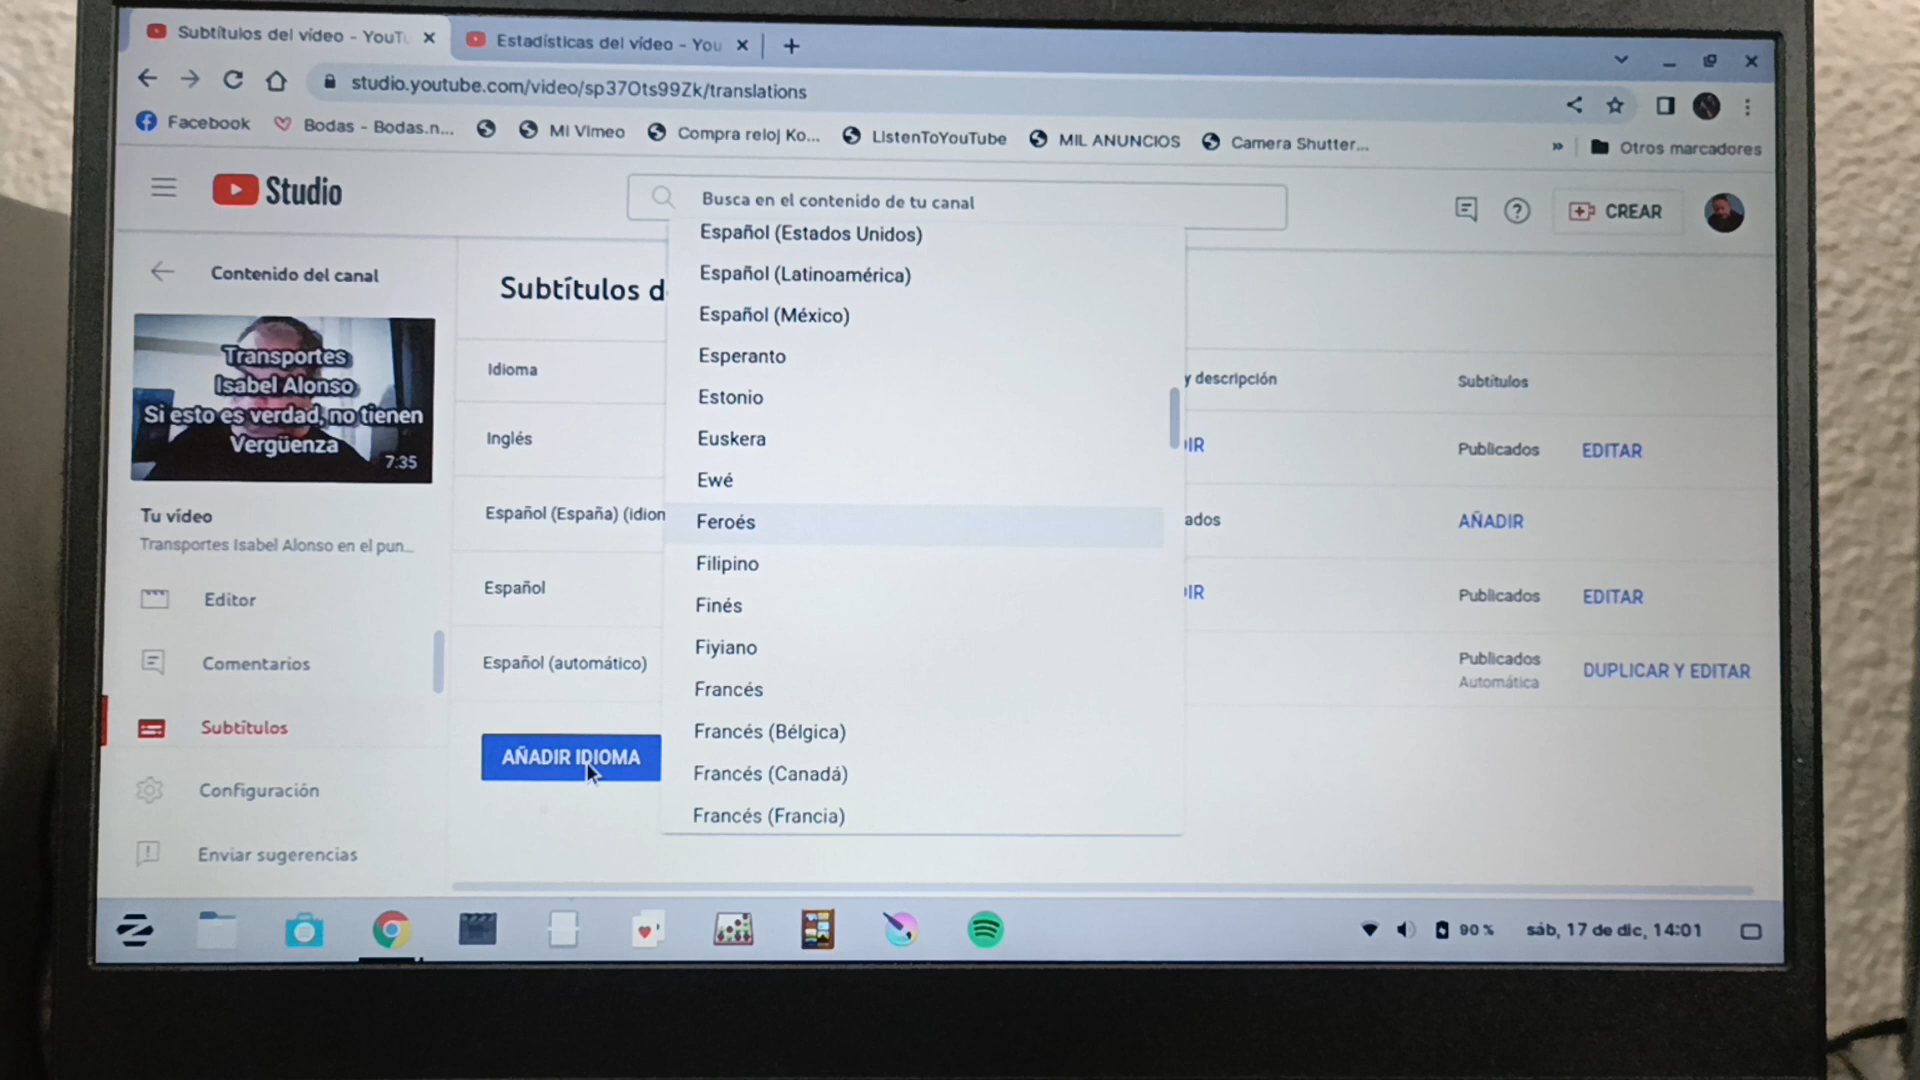 Subtítulos del vídeo - YouTu
Estadísticas del vídeo - You
studio.youtube.com/video/sp37Ots99Zk/translations
Facebook
Bodas - Bodas.n...
Mi Vimeo
Compra reloj Ko...
ListenToYouTube
MIL ANUNCIOS
Camera Shutter...
»
Otros marcadores
Studio
Busca en el contenido de tu canal
CREAR
Contenido del canal
Transportes
Isabel Alonso
Si esto es verdad, no tienen
Vergüenza
7:35
Tu vídeo
Transportes Isabel Alonso en el pun...
Editor
Comentarios
Subtítulos
Configuración
Enviar sugerencias
Subtítulos d
Idioma
y descripción
Subtítulos
Inglés
IR
Publicados
EDITAR
Español (España) (idiom
ados
AÑADIR
Español
IR
Publicados
EDITAR
Español (automático)
Publicados
Automática
DUPLICAR Y EDITAR
AÑADIR IDIOMA
Español (Estados Unidos)
Español (Latinoamérica)
Español (México)
Esperanto
Estonio
Euskera
Ewé
Feroés
Filipino
Finés
Fiyiano
Francés
Francés (Bélgica)
Francés (Canadá)
Francés (Francia)
90 %
sáb, 17 de dic, 14:01